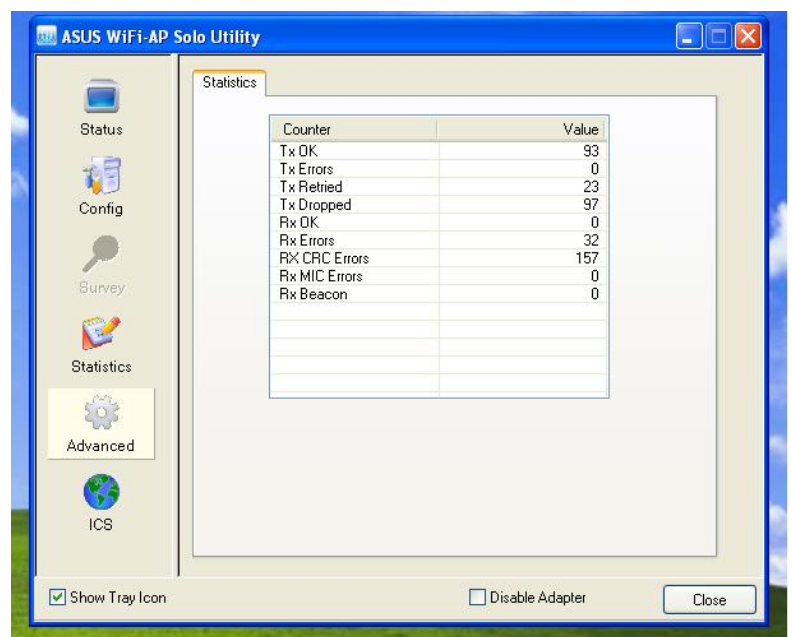 ASUS WiFi-AP Solo Utility
Status
Config
Survey
Statistics
Advanced
ICS
Statistics
Counter Value
Tx OK 93
Tx Errors 0
Tx Retried 23
Tx Dropped 97
Rx OK 0
Rx Errors 32
RX CRC Errors 157
Rx MIC Errors 0
Rx Beacon 0
Show Tray Icon
Disable Adapter
Close